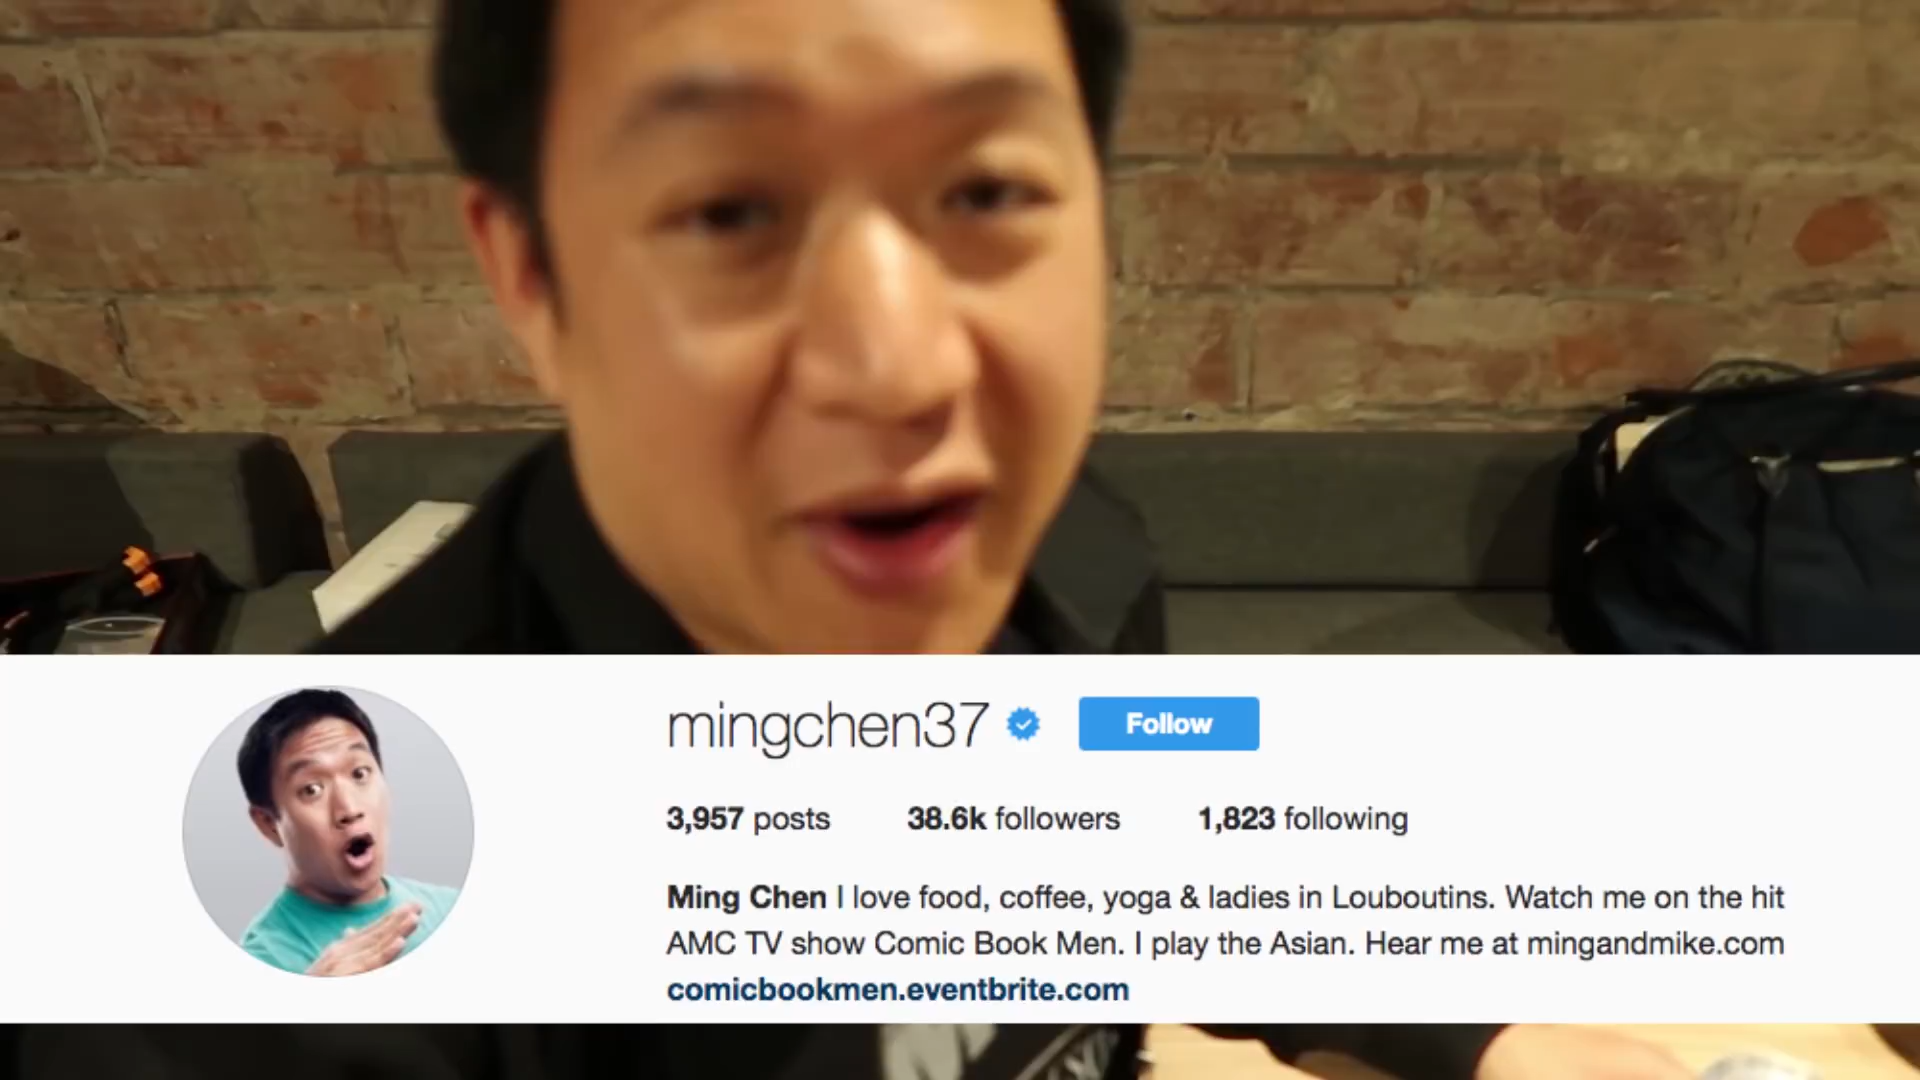 mingchen37 Follow
3,957 posts 38.6k followers 1,823 following
Ming Chen I love food, coffee, yoga & ladies in Louboutins. Watch me on the hit
AMC TV show Comic Book Men. I play the Asian. Hear me at mingandmike.com
comicbookmen.eventbrite.com